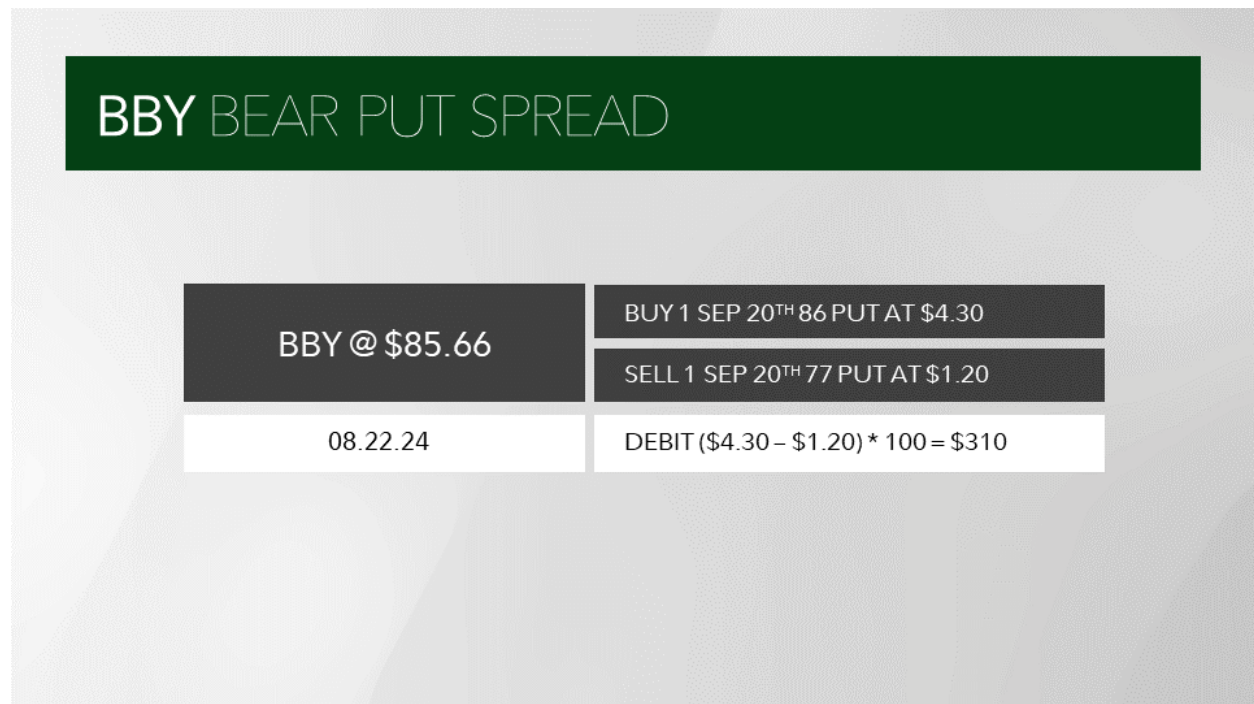 BBY BEAR PUT SPREAD
BBY @ $85.66
BUY 1 SEP 20TH 86 PUT AT $4.30
SELL 1 SEP 20TH 77 PUT AT $1.20
08.22.24
DEBIT ($4.30 – $1.20) * 100 = $310